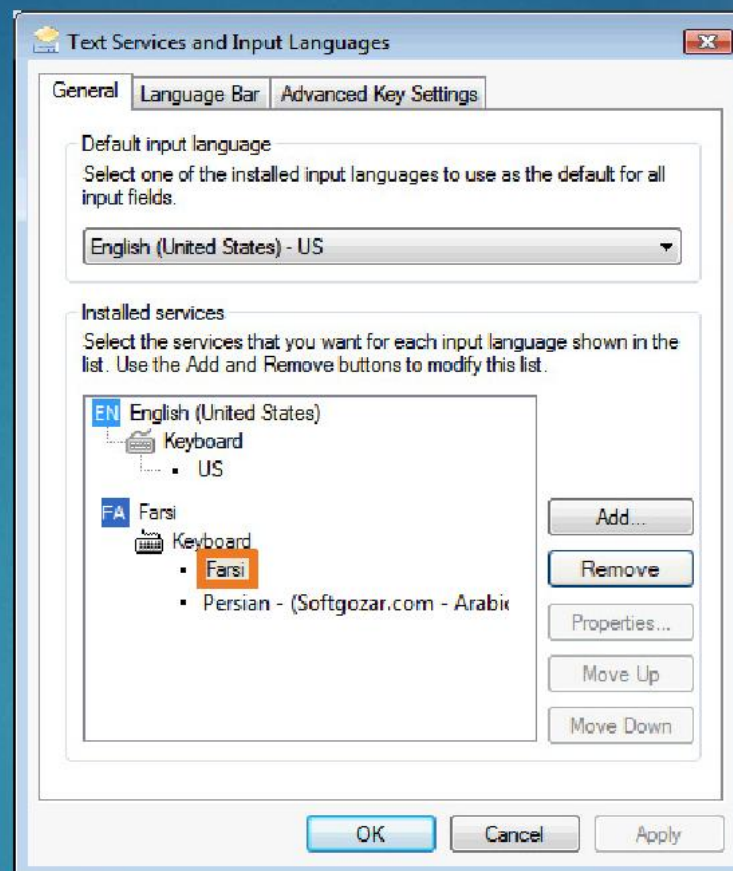 Text Services and Input Languages
General
Language Bar
Advanced Key Settings
Default input language
Select one of the installed input languages to use as the default for all
input fields.
English (United States) - US
Installed services
Select the services that you want for each input language shown in the
list. Use the Add and Remove buttons to modify this list.
EN English (United States)
Keyboard
US
FA Farsi
Keyboard
Farsi
Persian - (Softgozar.com - Arabic
Add...
Remove
Properties...
Move Up
Move Down
OK
Cancel
Apply